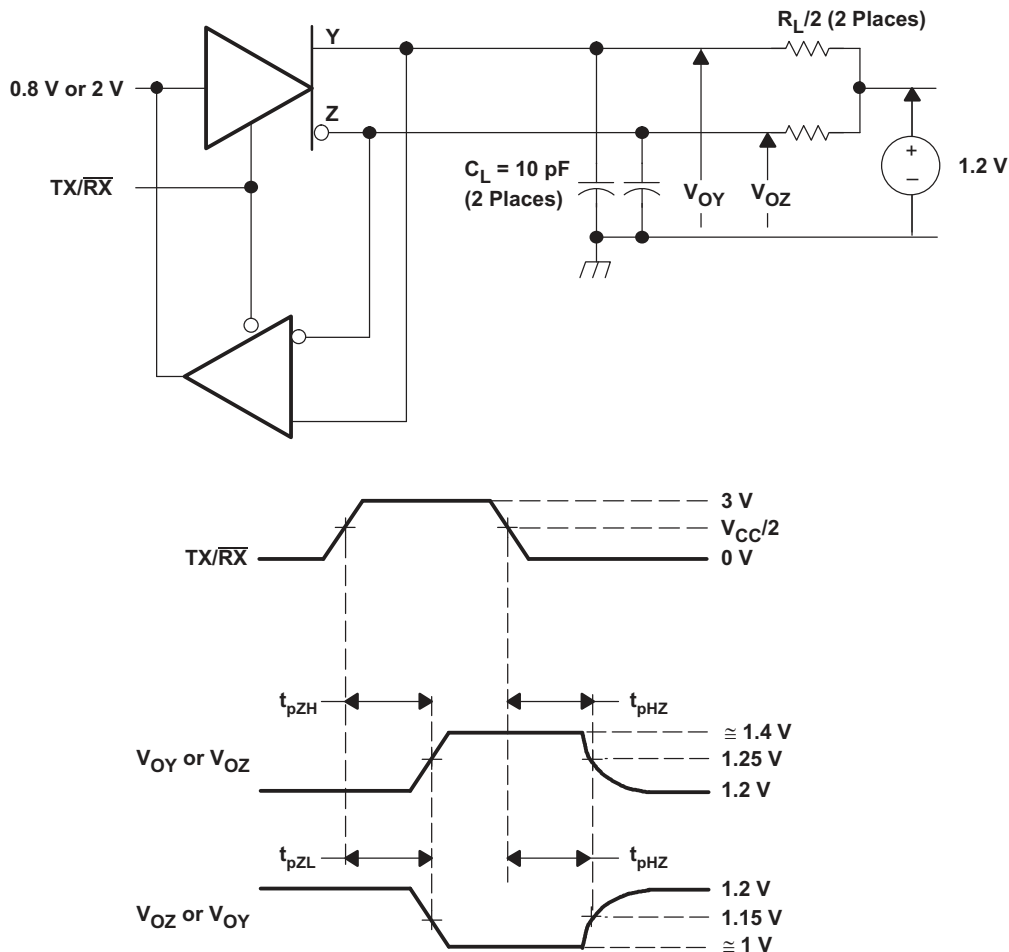 Y
R_L/2 (2 Places)
0.8 V or 2 V
Z
TX/R̅X̅
C_L = 10 pF
(2 Places)
V_OY
V_OZ
+
−
1.2 V
3 V
V_CC/2
TX/R̅X̅
0 V
t_pZH
t_pHZ
≅ 1.4 V
V_OY or V_OZ
1.25 V
1.2 V
t_pZL
t_pHZ
1.2 V
V_OZ or V_OY
1.15 V
≅ 1 V